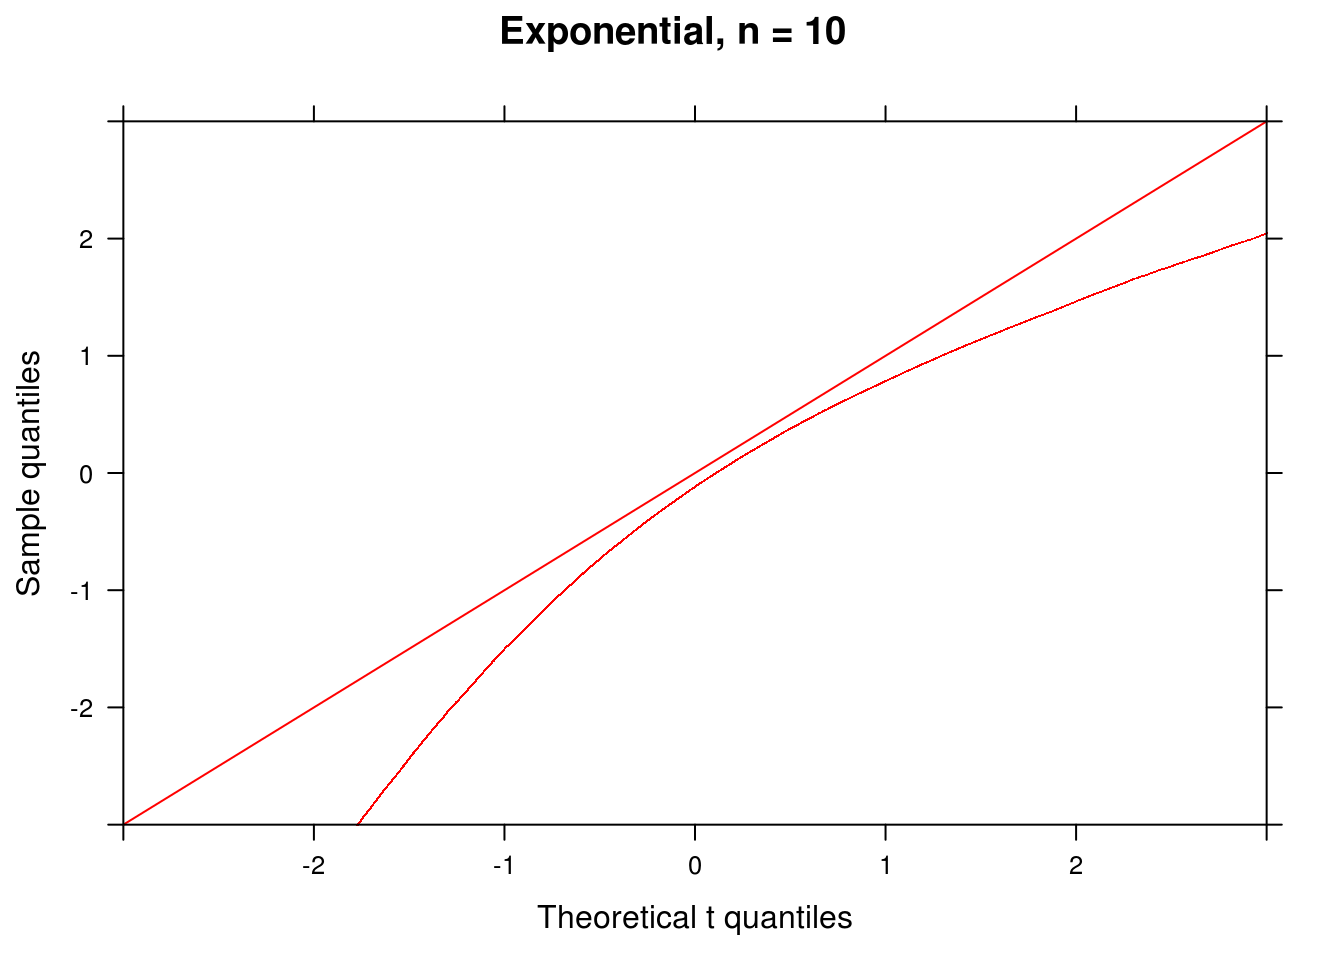 Exponential, n = 10
2
1
0
-1
-2
Sample quantiles
-2 -1 0 1 2
Theoretical t quantiles